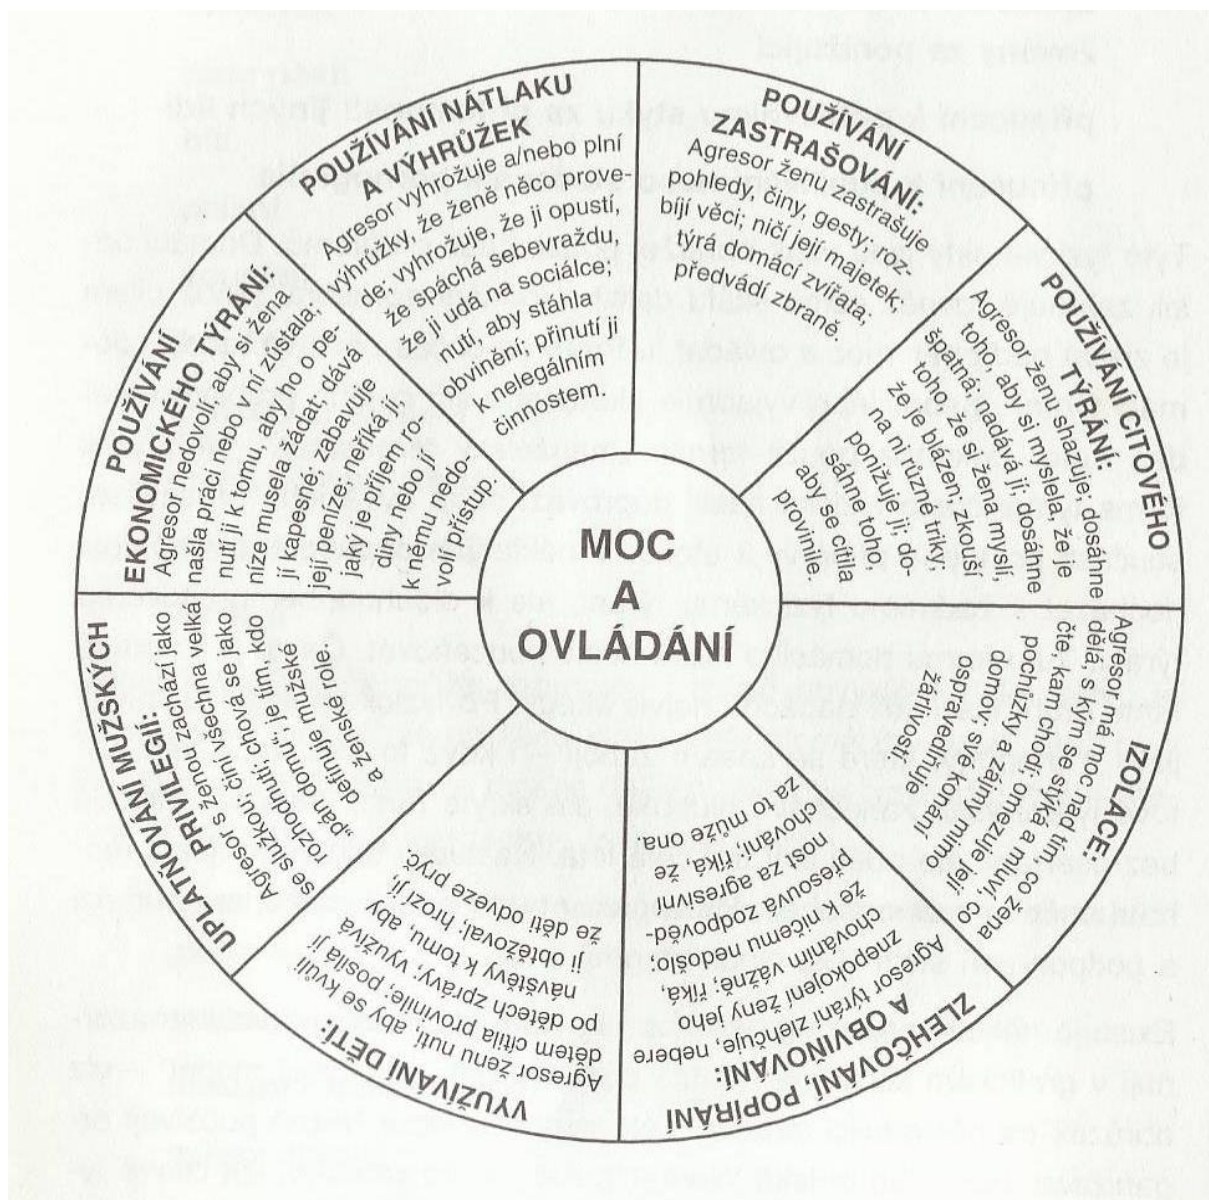 MOC
A
OVLÁDÁNÍ
POUŽÍVÁNÍ NÁTLAKU
A VÝHRŮŽEK
Agresor vyhrožuje a/nebo plní
výhrůžky, že ženě něco prove-
de; vyhrožuje, že ji opustí,
že spáchá sebevraždu,
že ji udá na sociálce;
nutí, aby stáhla
obvinění; přinutí ji
k nelegálním
činnostem.
POUŽÍVÁNÍ
ZASTRAŠOVÁNÍ:
Agresor ženu zastrašuje
pohledy, činy, gesty; roz-
bíjí věci; ničí její majetek;
týrá domácí zvířata,
předvádí zbraně.
POUŽÍVÁNÍ CITOVÉHO
TÝRÁNÍ:
Agresor ženu shazuje; dosáhne
toho, aby si myslela, že je
špatná; nadává jí; dosáhne
toho, že si žena myslí,
že je blázen; zkouší
na ni různé triky;
ponižuje ji; do-
sáhne toho,
aby se cítila
provinile.
IZOLACE:
Agresor má moc nad tím, co žena
dělá, s kým se stýká a mluví, co
čte, kam chodí; omezuje její
pochůzky a zájmy mimo
domov, své konání
ospravedlňuje
žárlivostí.
ZLEHČOVÁNÍ, POPÍRÁNÍ
A OBVIŇOVÁNÍ:
Agresor týrání zlehčuje, nebere
znepokojení ženy jeho
chováním vážně; říká,
že k ničemu nedošlo,
přesouvá zodpověd-
nost za agresivní
chování; říká, že
za to může ona.
VYUŽÍVÁNÍ DĚTÍ:
Agresor ženu nutí, aby se kvůli
dětem cítila provinile; posílá jí
po dětech zprávy, využívá
návštěvy k tomu, aby
ji obtěžoval; hrozí jí,
že děti odveze pryč.
UPLATŇOVÁNÍ MUŽSKÝCH
PRIVILEGIÍ:
Agresor s ženou zachází jako
se služkou; činí všechna velká
rozhodnutí; chová se jako
„pán domu“, je tím, kdo
definuje mužské
a ženské role.
POUŽÍVÁNÍ
EKONOMICKÉHO TÝRÁNÍ:
Agresor nedovolí, aby si žena
našla práci nebo v ní zůstala;
nutí ji k tomu, aby ho o pe-
níze musela žádat; dává
jí kapesné; zabavuje
její peníze; neříká jí
jaký je příjem ro-
diny nebo jí
k němu nedo-
volí přístup.